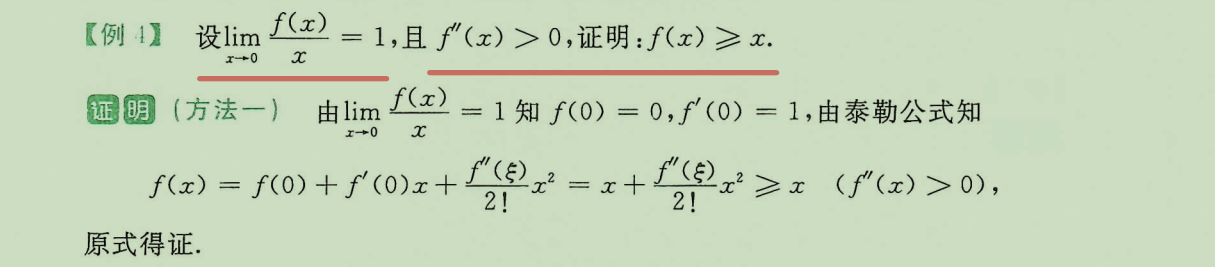 【例 4】 设$\lim\limits_{x \to 0} \frac{f(x)}{x} = 1$,且 $f''(x) > 0$,证明:$f(x) \geqslant x$.
证明 (方法一) 由$\lim\limits_{x \to 0} \frac{f(x)}{x} = 1$ 知 $f(0) = 0, f'(0) = 1$,由泰勒公式知
$f(x) = f(0) + f'(0)x + \frac{f''(\xi)}{2!}x^2 = x + \frac{f''(\xi)}{2!}x^2 \geqslant x \quad (f''(x) > 0)$,
原式得证.